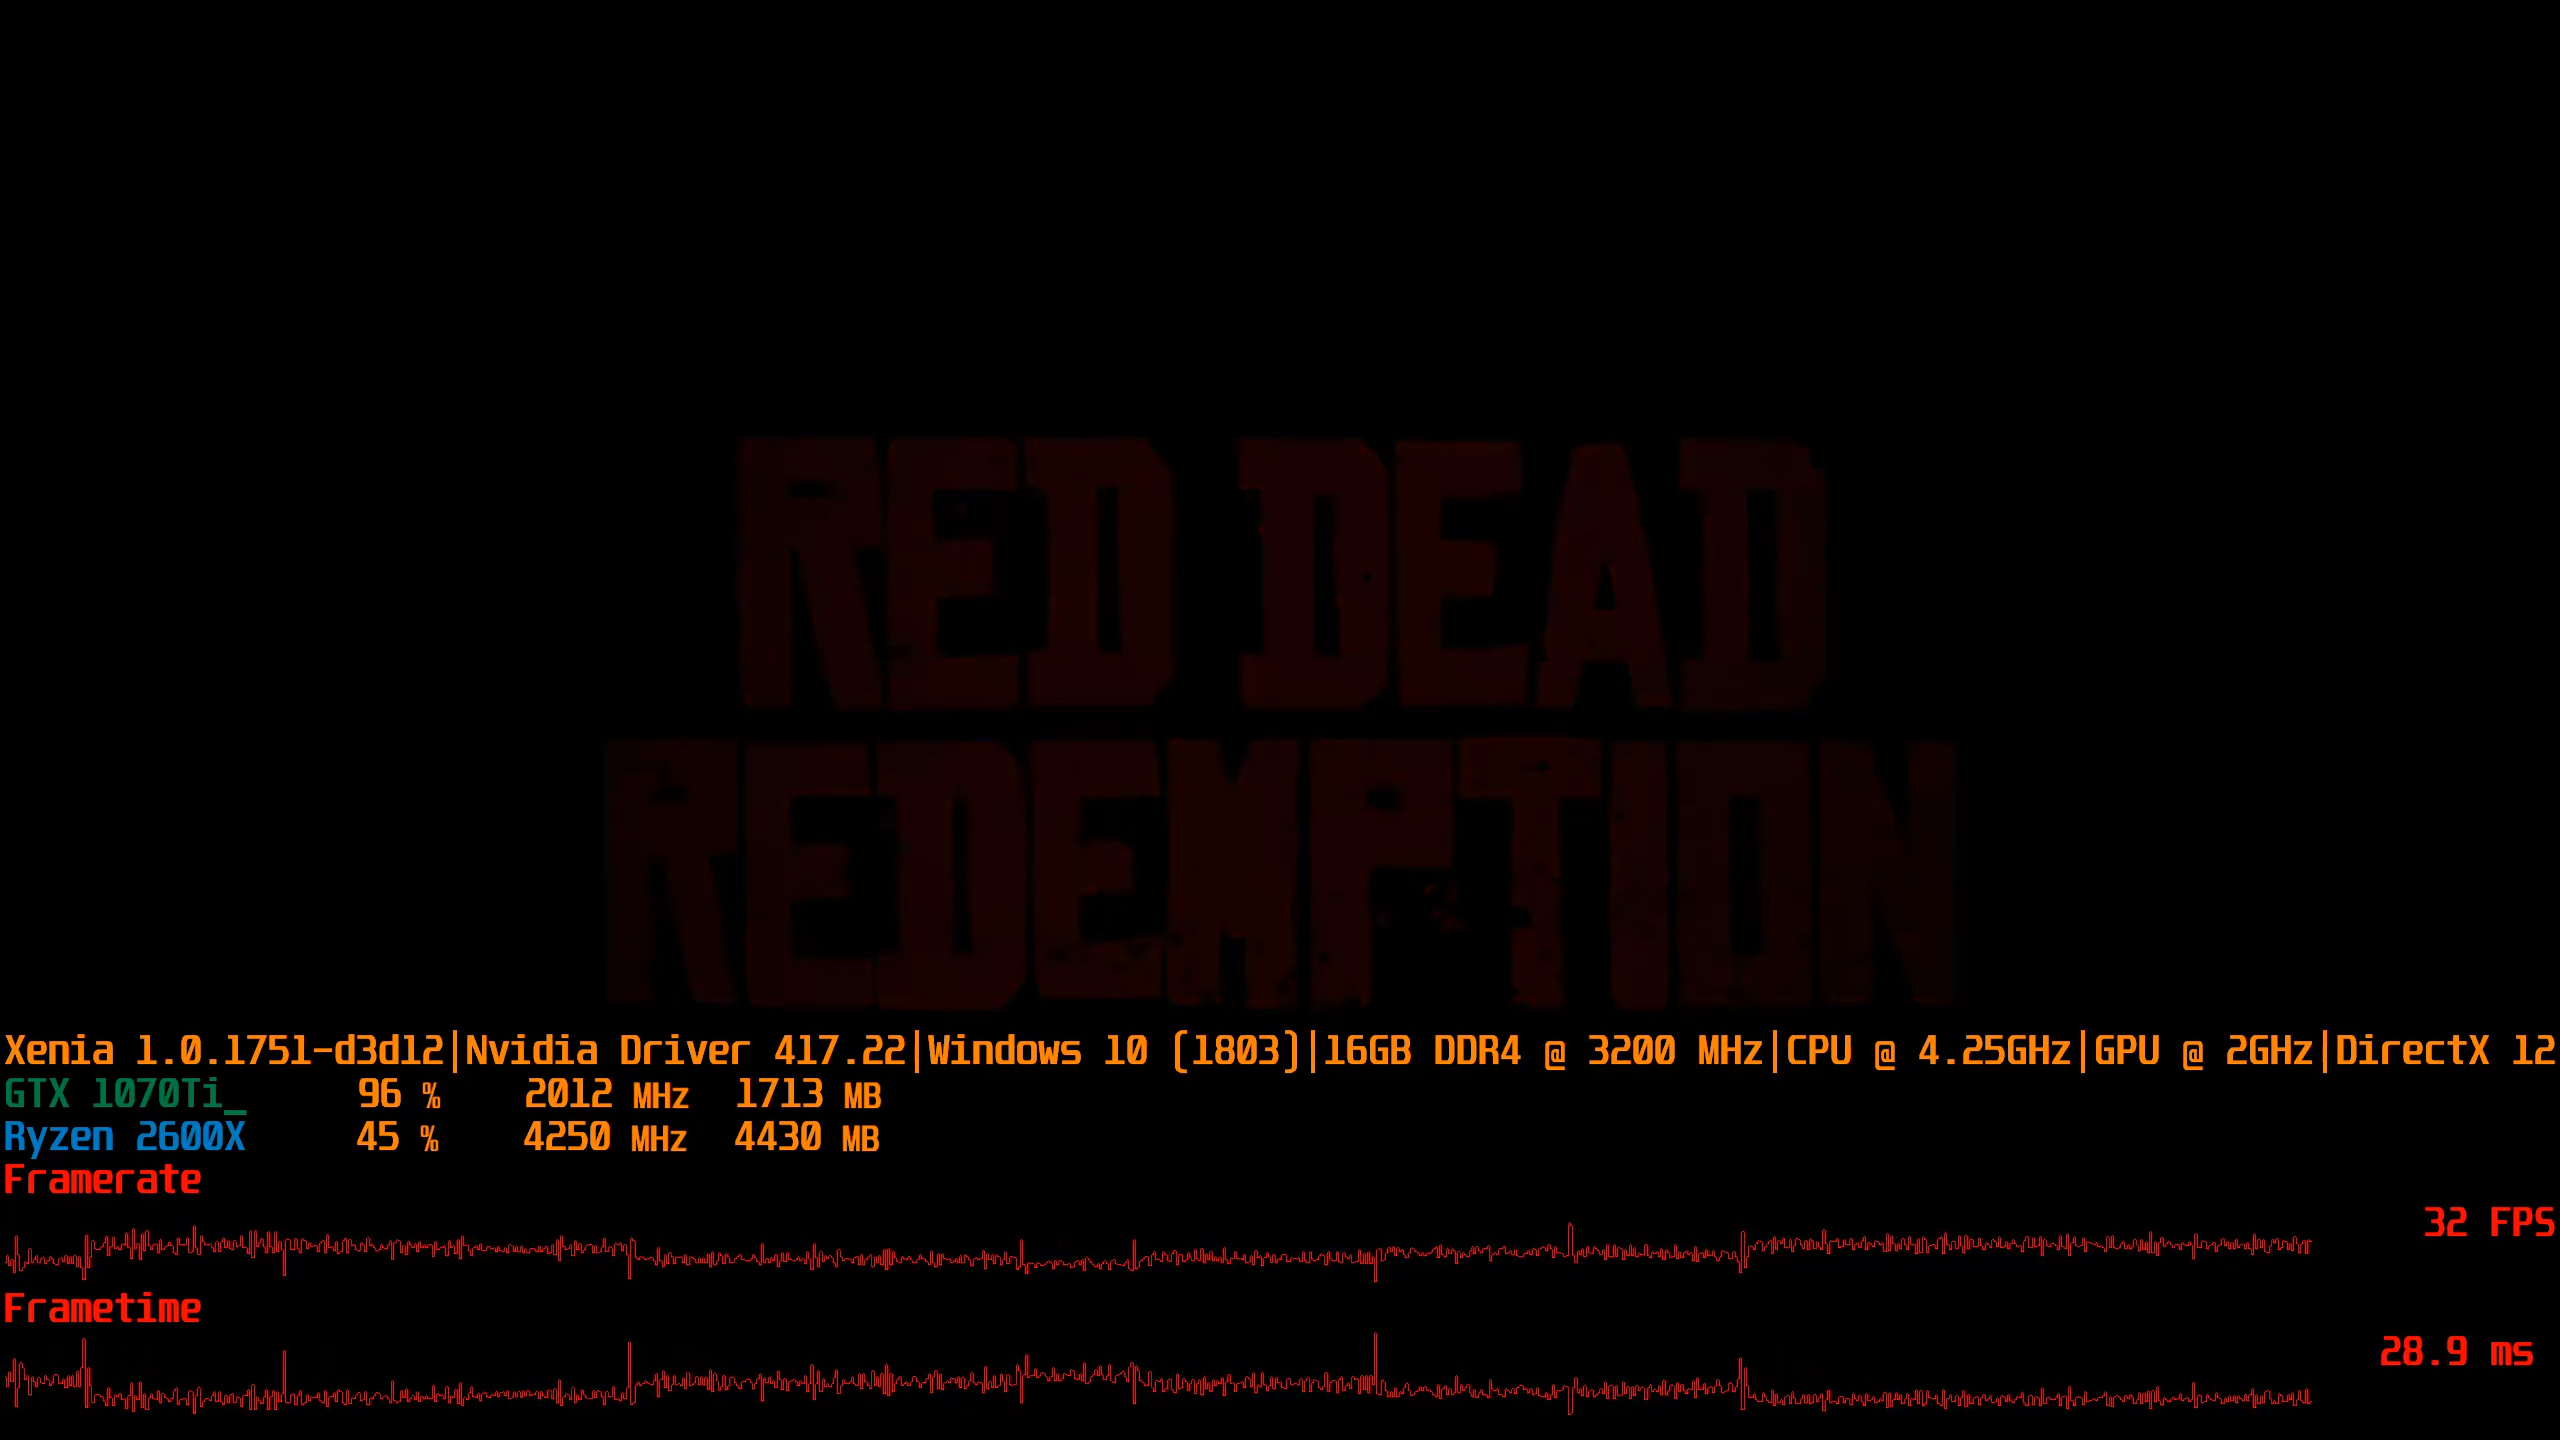 RED DEAD
REDEMPTION
Xenia 1.0.1751-d3d12|Nvidia Driver 417.22|Windows 10 (1803)|16GB DDR4 @ 3200 MHz|CPU @ 4.25GHz|GPU @ 2GHz|DirectX 12
GTX 1070Ti_ 96 % 2012 MHz 1713 MB
Ryzen 2600X 45 % 4250 MHz 4430 MB
Framerate
32 FPS
Frametime
28.9 ms